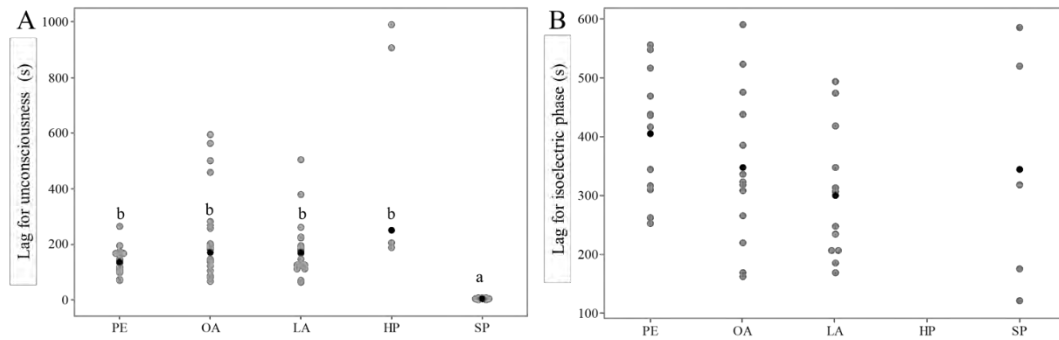 A
Lag for unconsciousness (s)
1000
800
600
400
200
0
b
b
b
b
a
PE
OA
LA
HP
SP
B
Lag for isoelectric phase (s)
600
500
400
300
200
100
PE
OA
LA
HP
SP